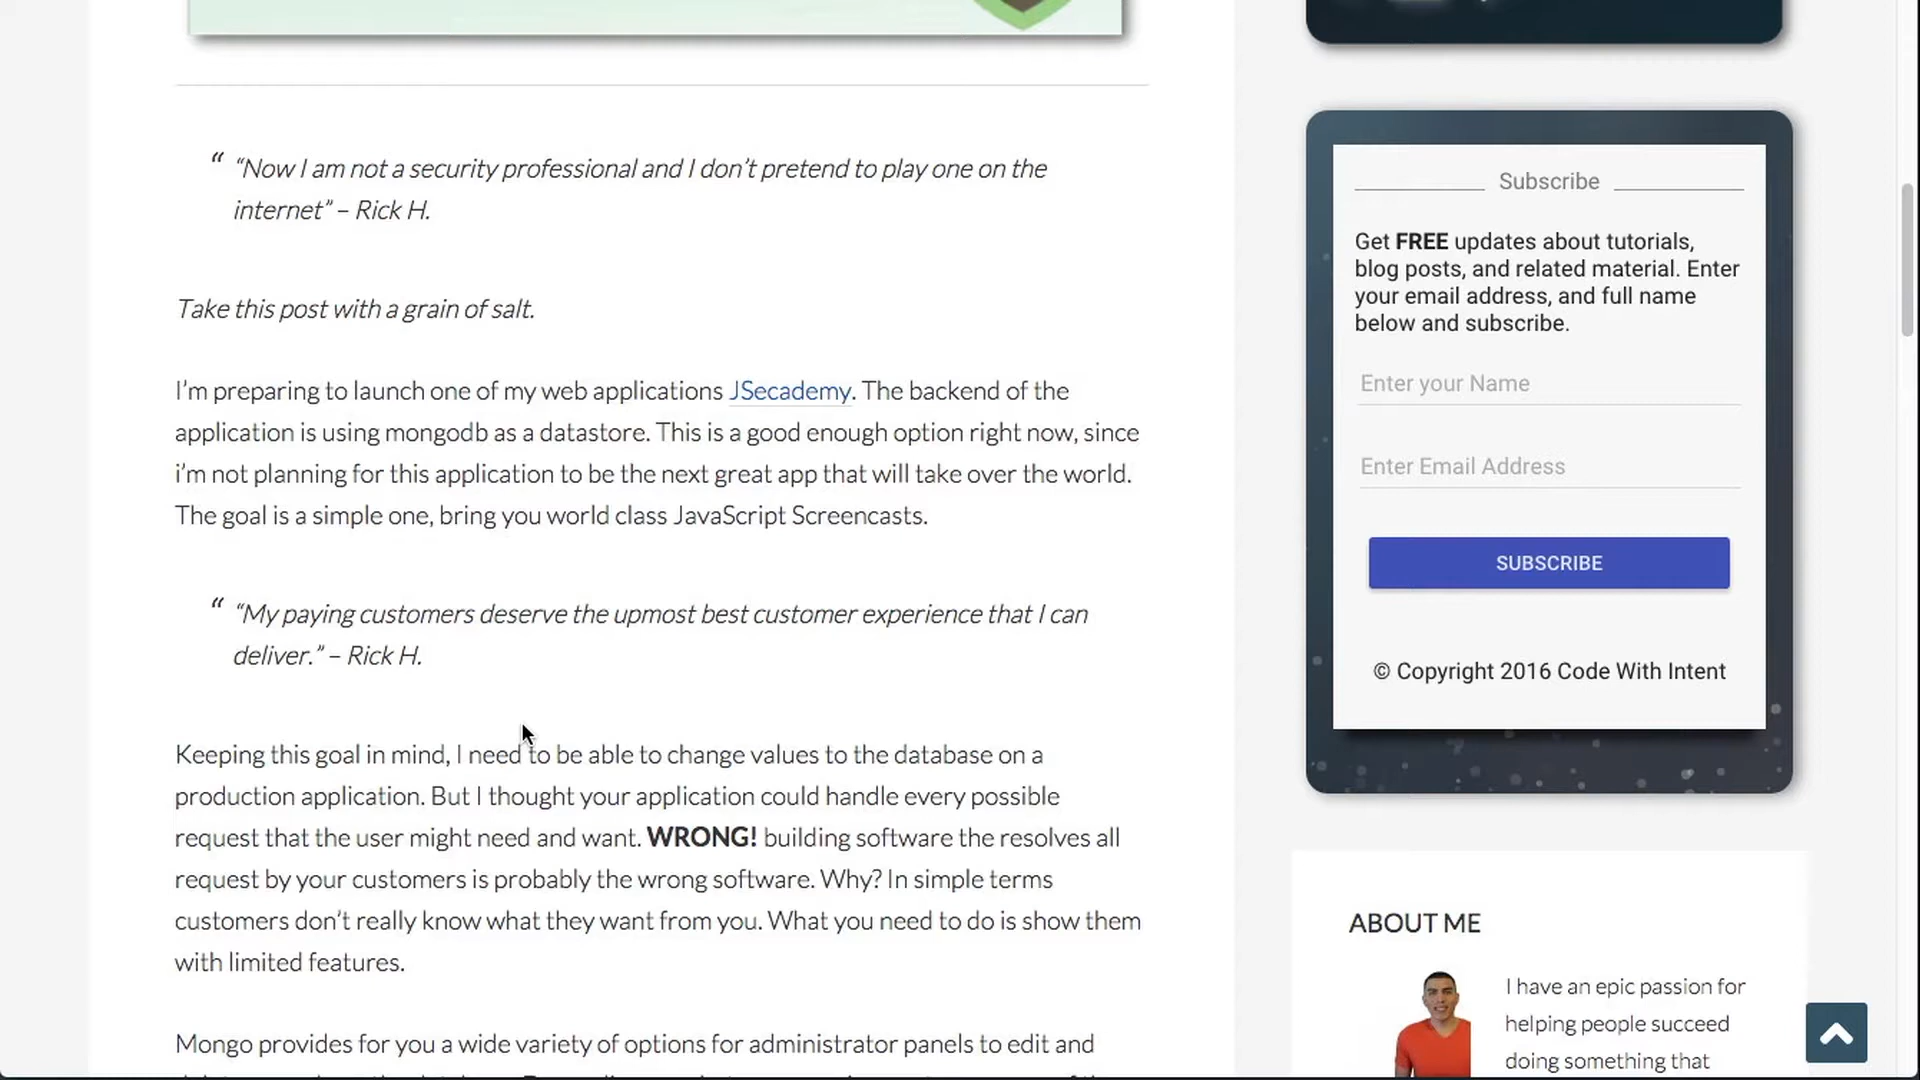 “ “Now I am not a security professional and I don’t pretend to play one on the
internet” – Rick H.
Take this post with a grain of salt.
I’m preparing to launch one of my web applications JSecademy. The backend of the
application is using mongodb as a datastore. This is a good enough option right now, since
i’m not planning for this application to be the next great app that will take over the world.
The goal is a simple one, bring you world class JavaScript Screencasts.
“ “My paying customers deserve the upmost best customer experience that I can
deliver.” – Rick H.
Keeping this goal in mind, I need to be able to change values to the database on a
production application. But I thought your application could handle every possible
request that the user might need and want. WRONG! building software the resolves all
request by your customers is probably the wrong software. Why? In simple terms
customers don’t really know what they want from you. What you need to do is show them
with limited features.
Mongo provides for you a wide variety of options for administrator panels to edit and
Subscribe
Get FREE updates about tutorials,
blog posts, and related material. Enter
your email address, and full name
below and subscribe.
Enter your Name
Enter Email Address
SUBSCRIBE
© Copyright 2016 Code With Intent
ABOUT ME
I have an epic passion for
helping people succeed
doing something that